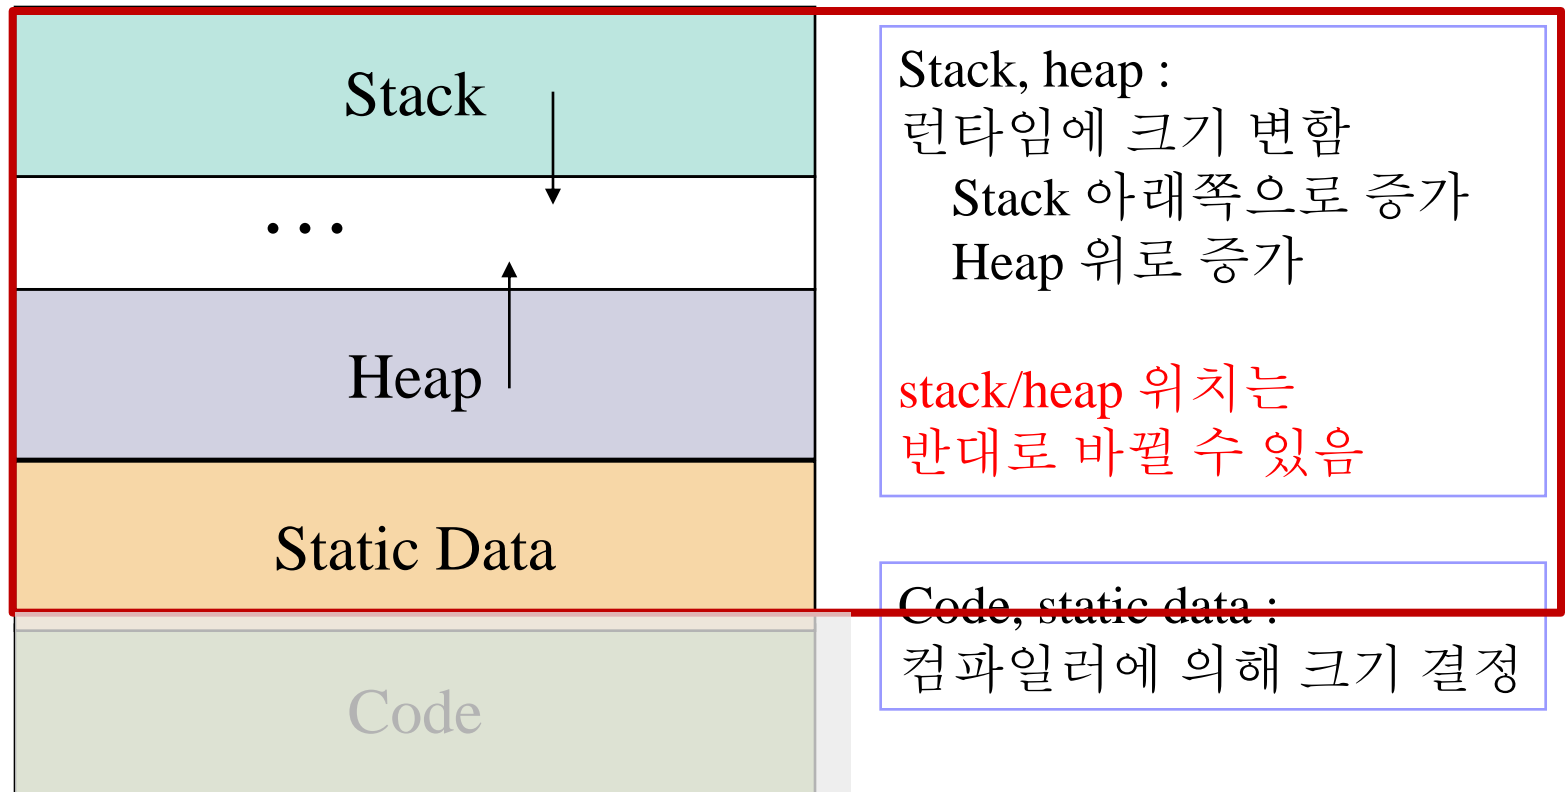 Stack
...
Heap
Static Data
Code
Stack, heap :
런타임에 크기 변함
Stack 아래쪽으로 증가
Heap 위로 증가
stack/heap 위치는
반대로 바뀔 수 있음
Code, static data :
컴파일러에 의해 크기 결정